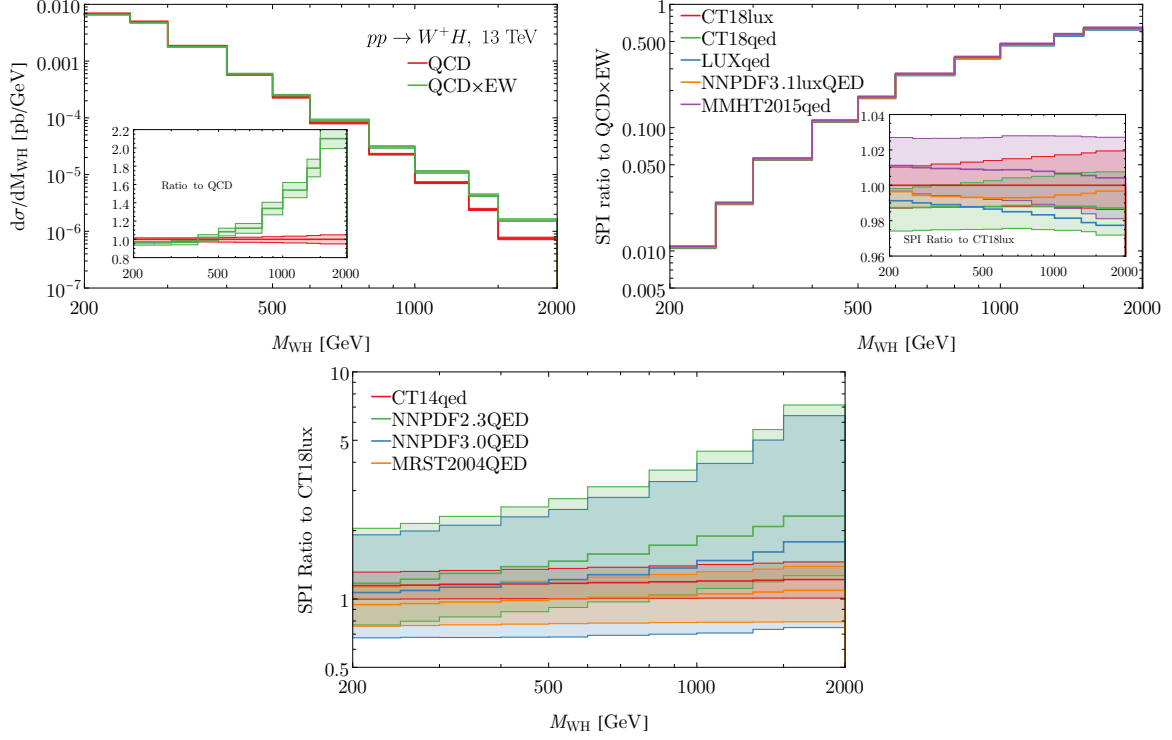 0.010
0.001
10⁻⁴
10⁻⁵
10⁻⁶
10⁻⁷
dσ/dM_WH [pb/GeV]
pp → W⁺H, 13 TeV
QCD
QCD×EW
2.2
2.0
1.8
1.6
1.4
1.2
1.0
0.8
Ratio to QCD
200
500
1000
2000
200
500
1000
2000
M_WH [GeV]
0.500
0.100
0.050
0.010
0.005
SPI ratio to QCD×EW
CT18lux
CT18qed
LUXqed
NNPDF3.1luxQED
MMHT2015qed
1.04
1.02
1.00
0.98
0.96
SPI Ratio to CT18lux
200
500
1000
2000
200
500
1000
2000
M_WH [GeV]
10
5
1
0.5
SPI Ratio to CT18lux
CT14qed
NNPDF2.3QED
NNPDF3.0QED
MRST2004QED
200
500
1000
2000
M_WH [GeV]